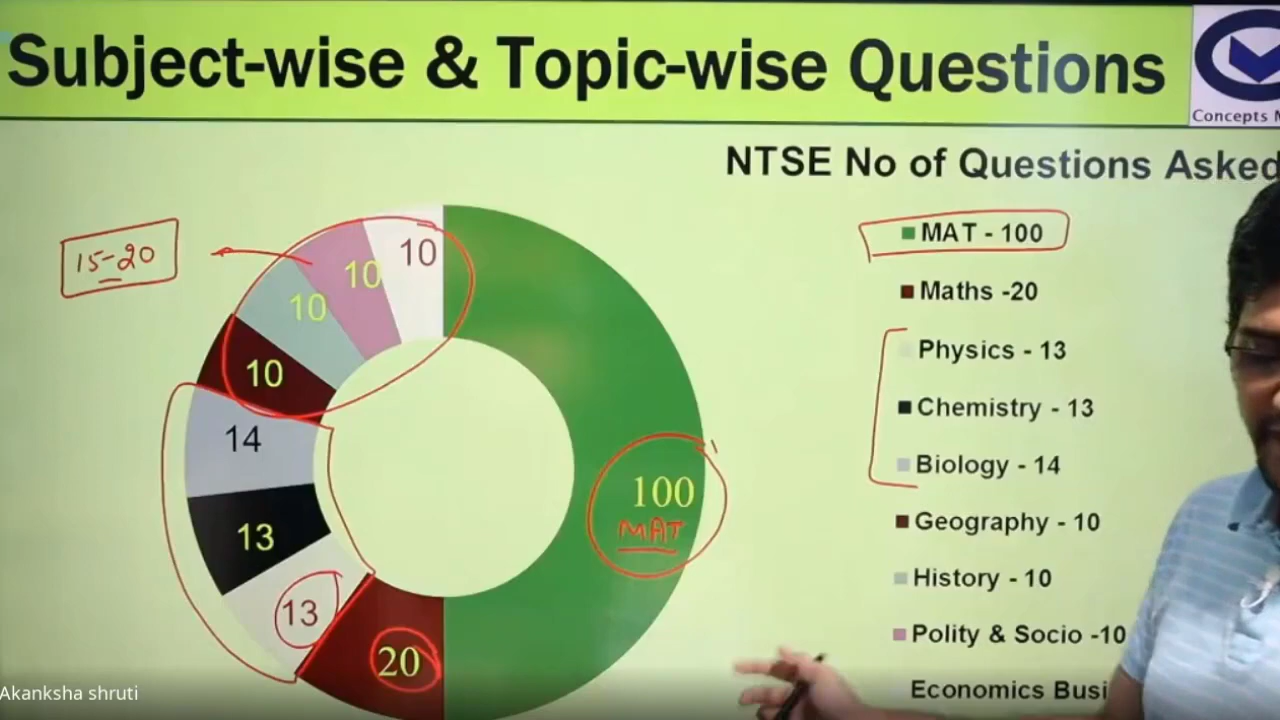 Subject-wise & Topic-wise Questions
Concepts
NTSE No of Questions Asked
MAT - 100
Maths -20
Physics - 13
Chemistry - 13
Biology - 14
Geography - 10
History - 10
Polity & Socio -10
Economics Busi
15-20
10
10
10
10
14
13
13
20
100
MAT
Akanksha shruti